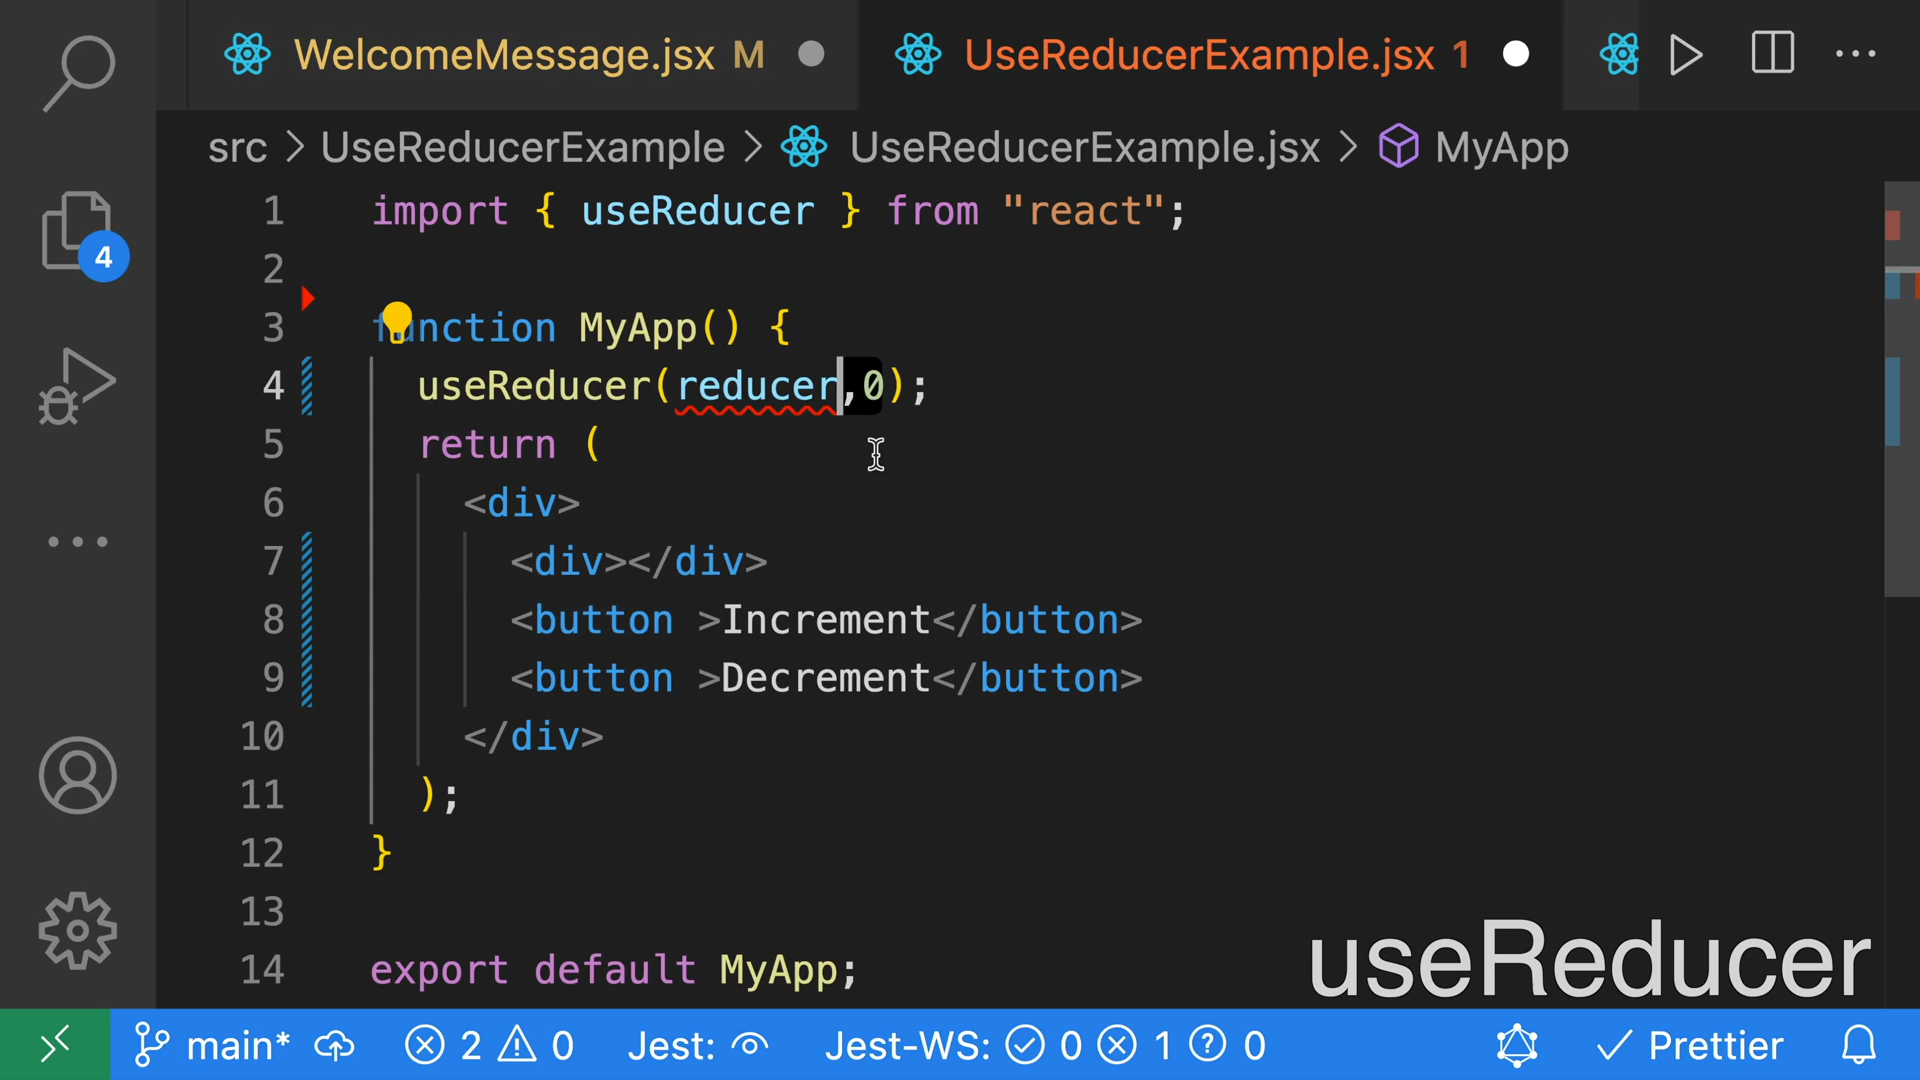 WelcomeMessage.jsx M
UseReducerExample.jsx 1
src > UseReducerExample > UseReducerExample.jsx > MyApp
4
1 import { useReducer } from "react";
2
3 function MyApp() {
4 useReducer(reducer,0);
5 return (
6 <div>
7 <div></div>
8 <button >Increment</button>
9 <button >Decrement</button>
10 </div>
11 );
12 }
13
14 export default MyApp;
useReducer
main* 2 0 Jest: Jest-WS: 0 1 0 Prettier